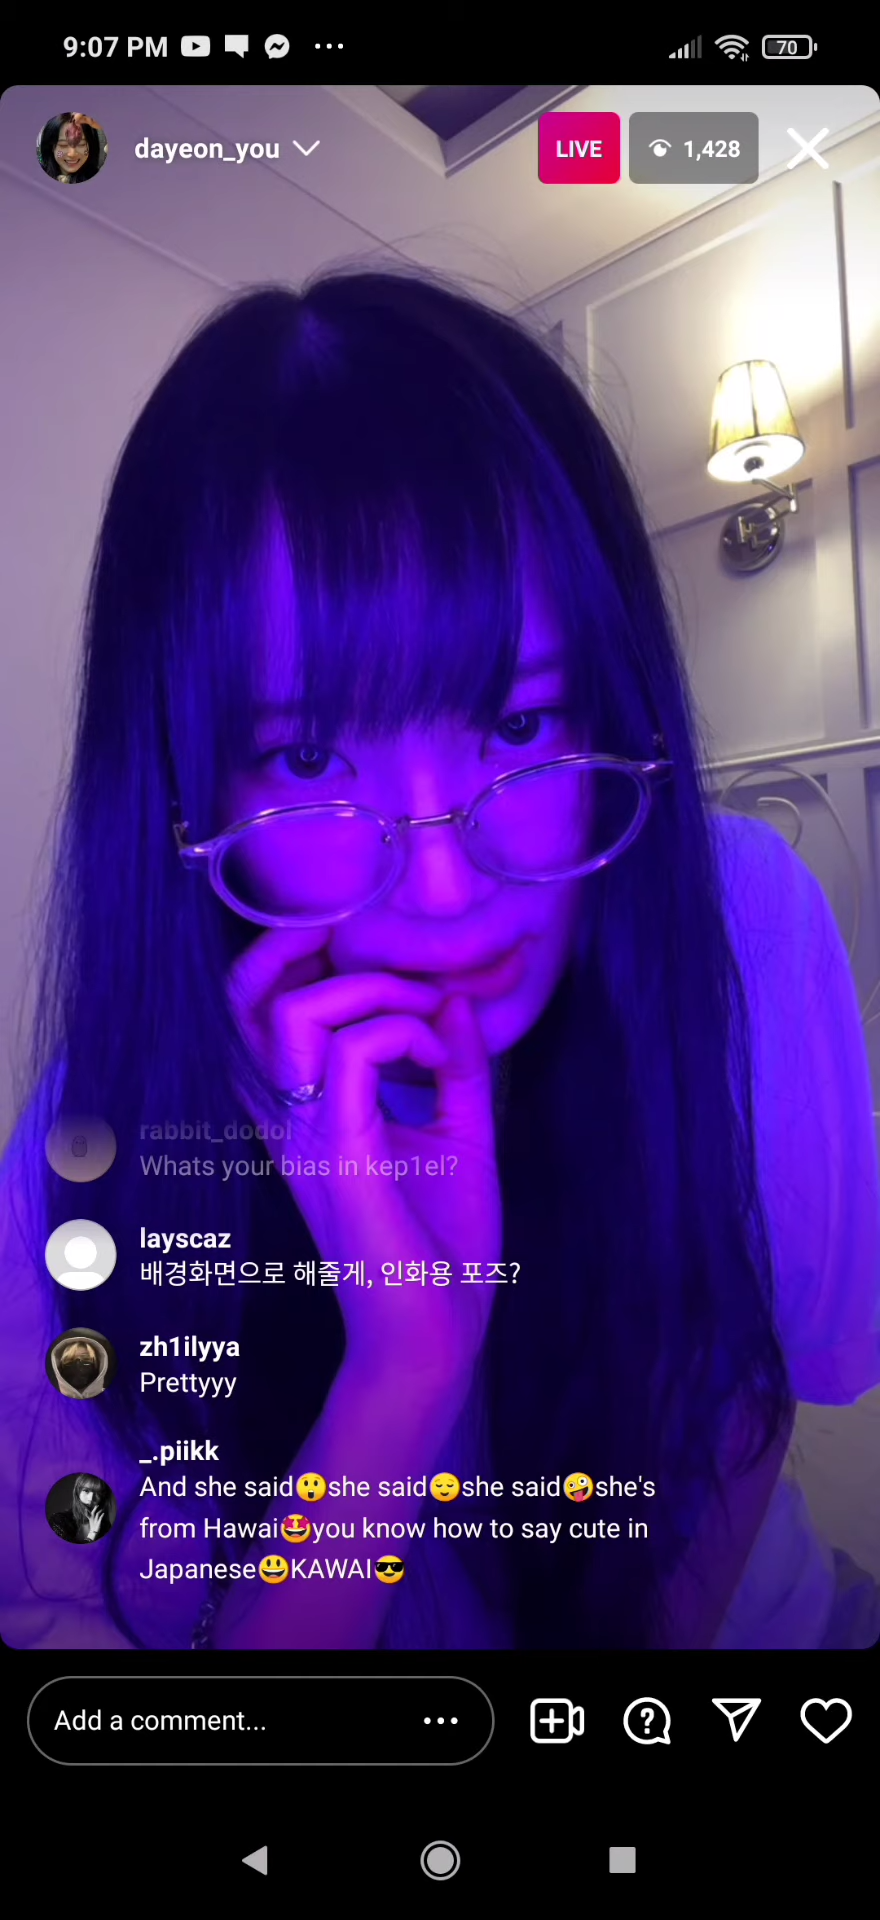 9:07 PM
70
dayeon_you
LIVE
1,428
rabbit_dodol
Whats your bias in kep1el?
layscaz
배경화면으로 해줄게, 인화용 포즈?
zh1ilyya
Prettyyy
_.piikk
And she said😲she said😌she said🤪she's
from Hawai🤩you know how to say cute in
Japanese😃KAWAI😎
Add a comment...